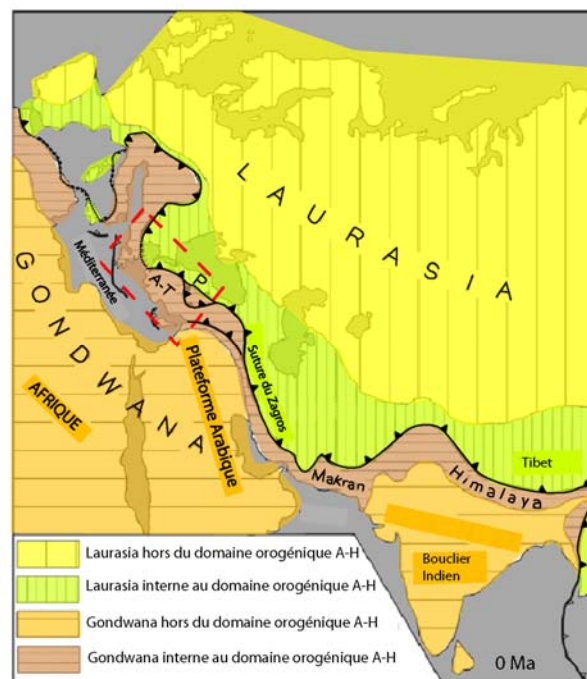 LAURASIA
GONDWANA
Méditerranée
A-T
P
AFRIQUE
Plateforme Arabique
Suture du Zagros
Makran
Himalaya
Tibet
Bouclier
Indien
Laurasia hors du domaine orogénique A-H
Laurasia interne au domaine orogénique A-H
Gondwana hors du domaine orogénique A-H
Gondwana interne au domaine orogénique A-H
0 Ma